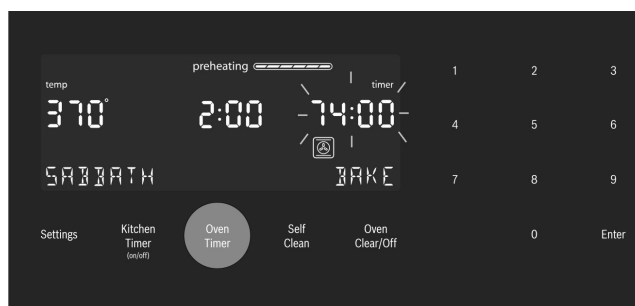 preheating
temp
timer
370°
2:00
74:00
SABBATH
BAKE
1 2 3
4 5 6
7 8 9
0 Enter
Settings
Kitchen
Timer
(on/off)
Oven
Timer
Self
Clean
Oven
Clear/Off